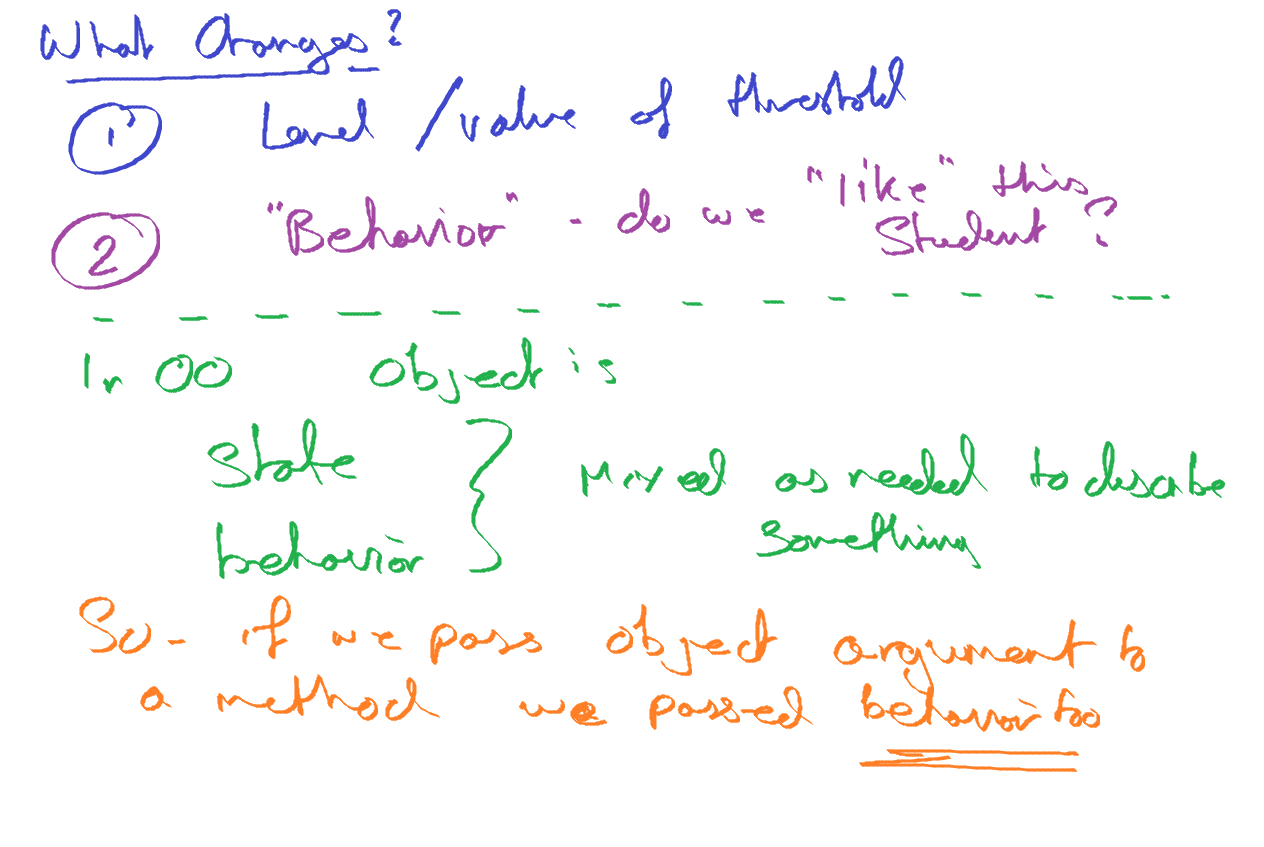 What Changes?
1 Level / value of threshold
2 "Behavior" - do we "like" this
Student?
In OO Object is
State
behavior
Mixed as needed to describe
something
So - if we pass object argument to
a method we passed behavior too